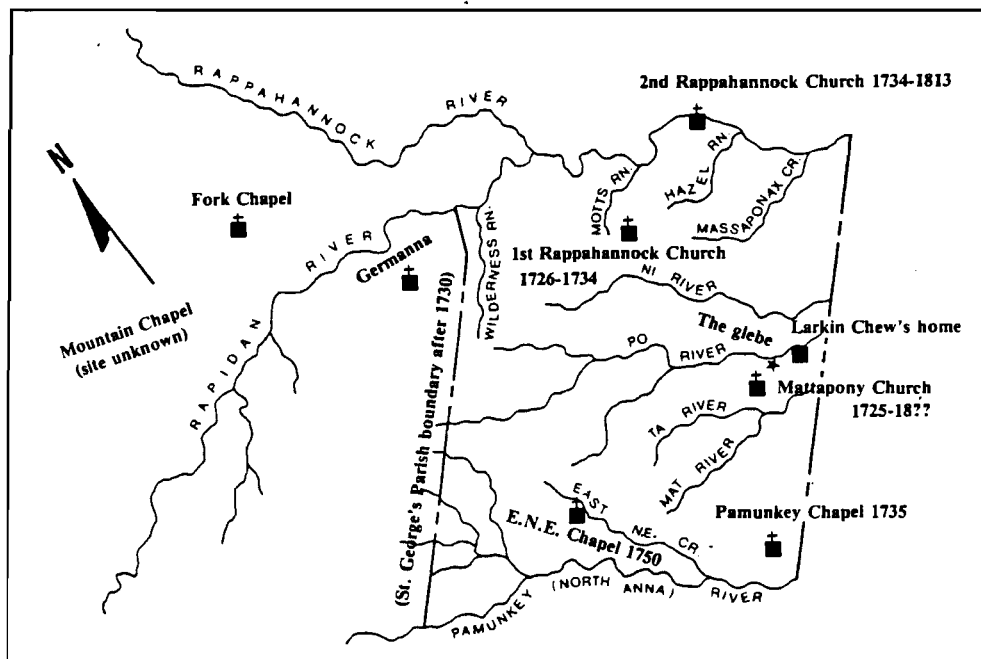 RAPPAHANNOCK RIVER
2nd Rappahannock Church 1734-1813
N
Fork Chapel
MOTTS RN.
HAZEL RN.
MASSAPONAX CR.
RAPIDAN RIVER
Germanna
WILDERNESS RN.
1st Rappahannock Church
1726-1734
NI RIVER
Mountain Chapel
(site unknown)
(St. George's Parish boundary after 1730)
The glebe
Larkin Chew's home
PO RIVER
Mattapony Church
1725-18??
TA RIVER
MAT RIVER
EAST N.E. CR.
E.N.E. Chapel 1750
Pamunkey Chapel 1735
PAMUNKEY (NORTH ANNA) RIVER